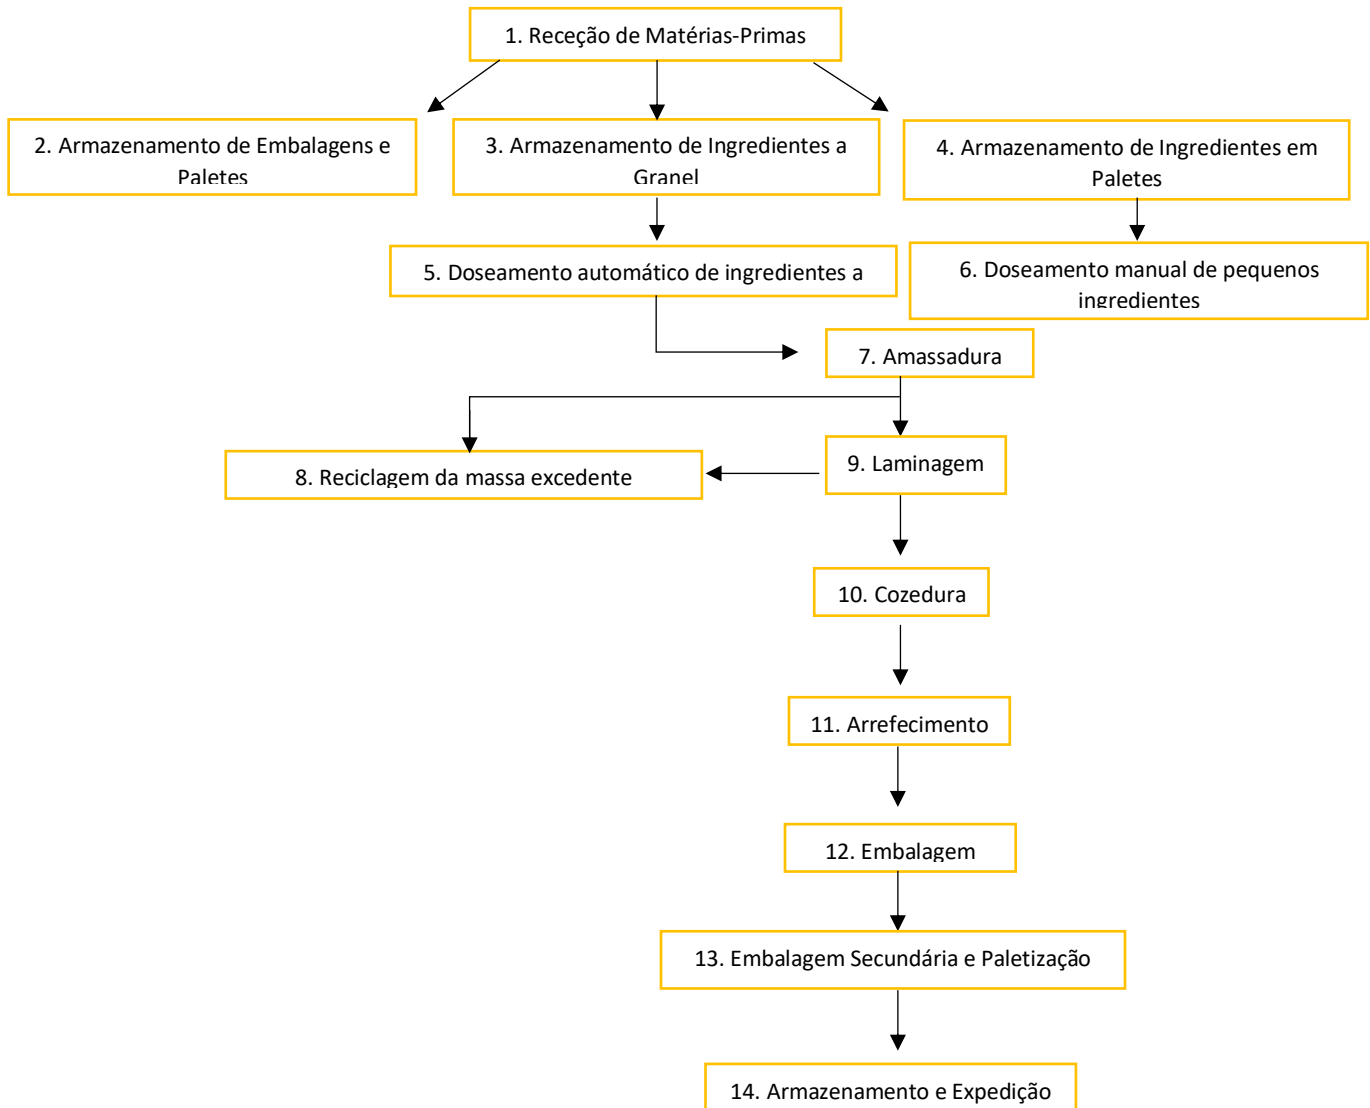 1. Receção de Matérias-Primas
2. Armazenamento de Embalagens e
Paletes
3. Armazenamento de Ingredientes a
Granel
4. Armazenamento de Ingredientes em
Paletes
5. Doseamento automático de ingredientes a
6. Doseamento manual de pequenos
ingredientes
7. Amassadura
8. Reciclagem da massa excedente
9. Laminagem
10. Cozedura
11. Arrefecimento
12. Embalagem
13. Embalagem Secundária e Paletização
14. Armazenamento e Expedição